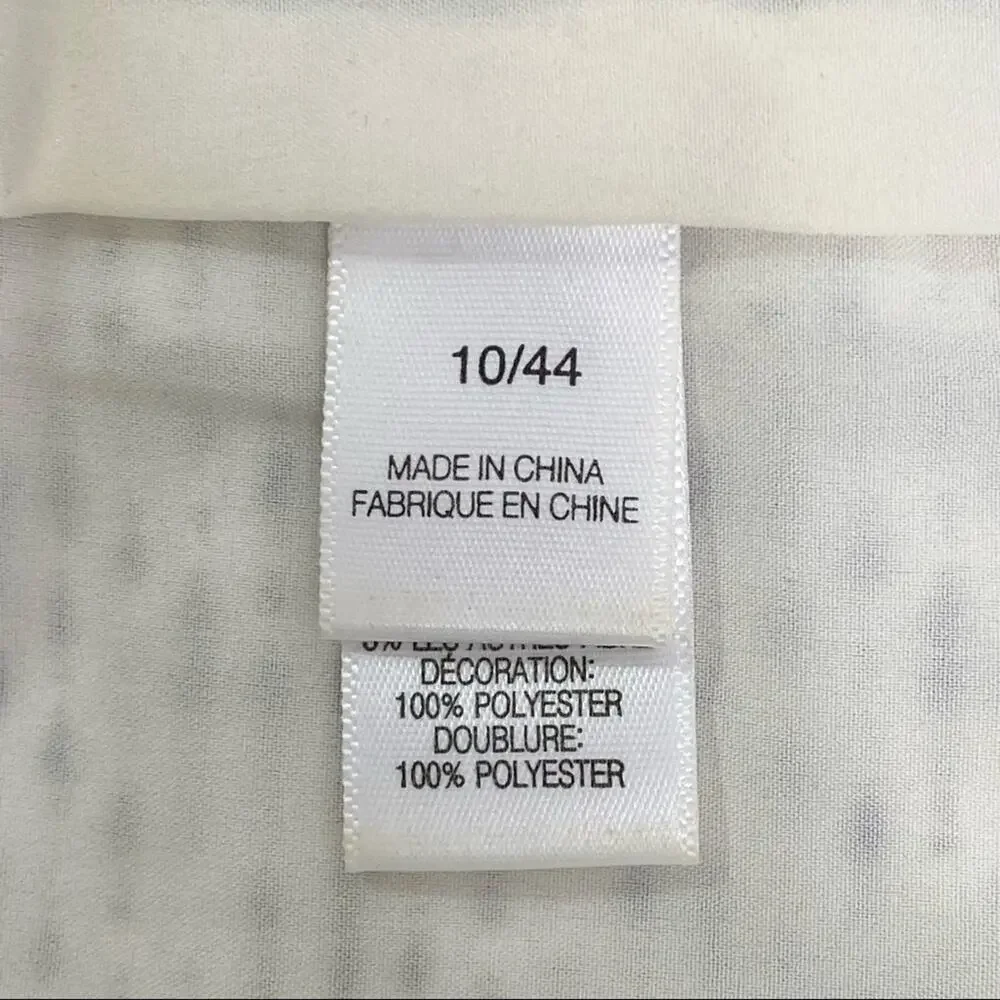 10/44
MADE IN CHINA
FABRIQUE EN CHINE
DÉCORATION:
100% POLYESTER
DOUBLURE:
100% POLYESTER